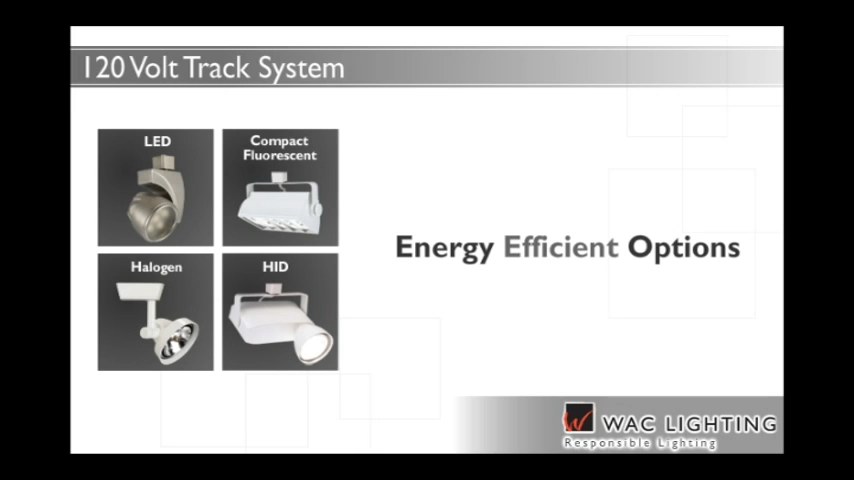 120 Volt Track System
LED
Compact
Fluorescent
Halogen
HID
Energy Efficient Options
WAC LIGHTING
Responsible Lighting